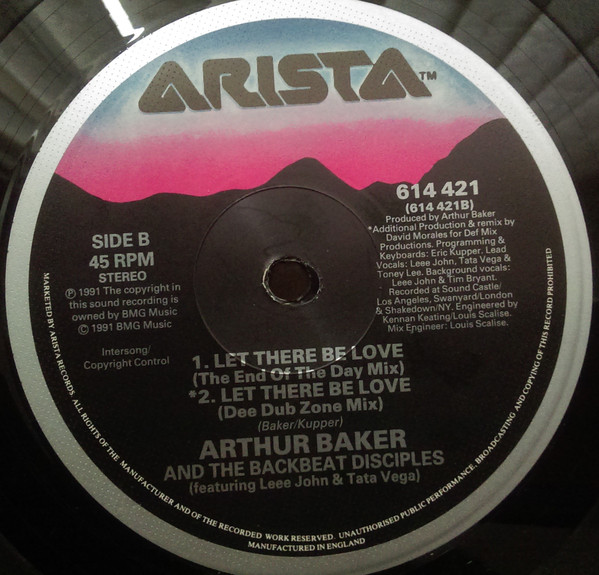 ARISTA™
614 421
(614 421B)
Produced by Arthur Baker
*Additional Production & remix by
David Morales for Def Mix
Productions. Programming &
Keyboards: Eric Kupper. Lead
Vocals: Leee John, Tata Vega &
Toney Lee. Background vocals:
Leee John & Tim Bryant.
Recorded at Sound Castle/
Los Angeles, Swanyard/London
& Shakedown/NY. Engineered by
Kennan Keating/Louis Scalise.
Mix Engineer: Louis Scalise.
SIDE B
45 RPM
STEREO
Ⓟ 1991 The copyright in
this sound recording is
owned by BMG Music
© 1991 BMG Music
Intersong/
Copyright Control
1. LET THERE BE LOVE
(The End Of The Day Mix)
*2. LET THERE BE LOVE
(Dee Dub Zone Mix)
(Baker/Kupper)
ARTHUR BAKER
AND THE BACKBEAT DISCIPLES
(featuring Leee John & Tata Vega)
MARKETED BY ARISTA RECORDS. ALL RIGHTS OF THE MANUFACTURER AND OF THE RECORDED WORK RESERVED. UNAUTHORISED PUBLIC PERFORMANCE, BROADCASTING AND COPYING OF THIS RECORD PROHIBITED
MANUFACTURED IN ENGLAND